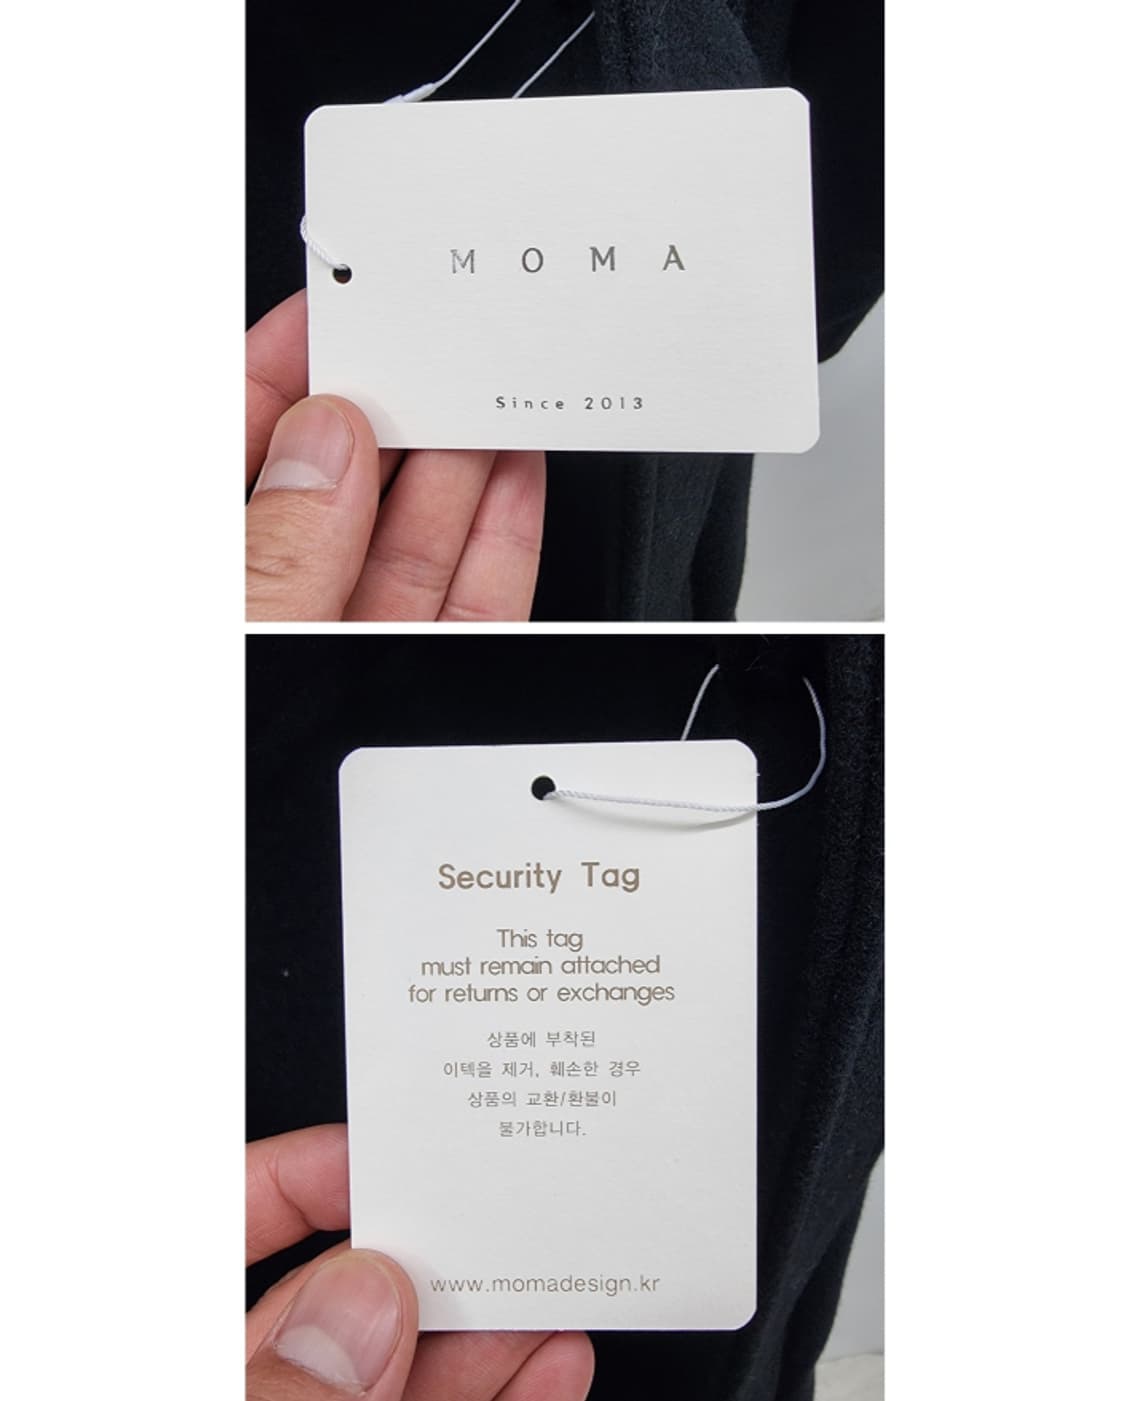 M O M A
Since 2013
Security Tag
This tag
must remain attached
for returns or exchanges
상품에 부착된
이텍을 제거, 훼손한 경우
상품의 교환/환불이
불가합니다.
www.momadesign.kr